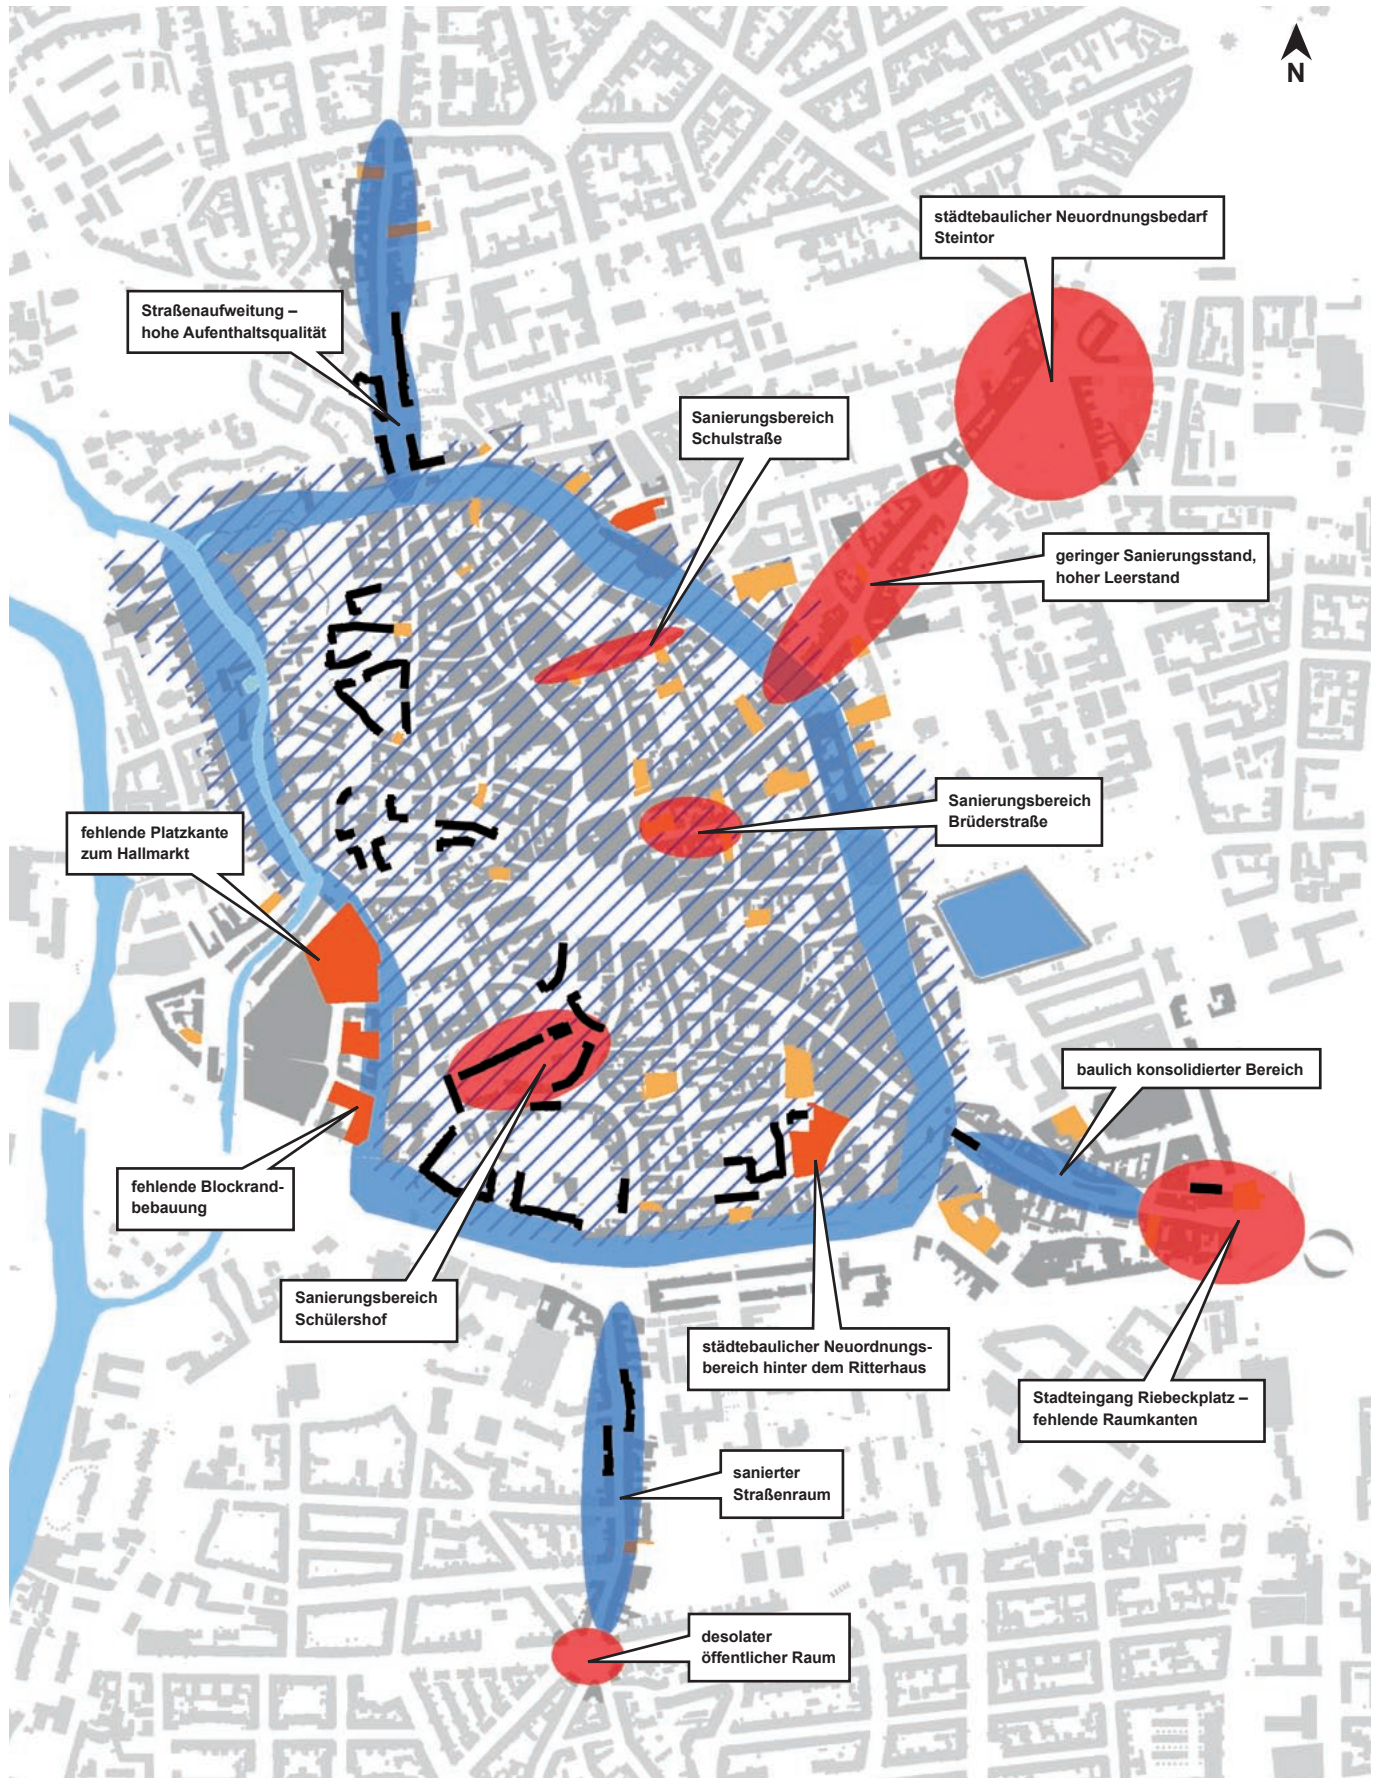 N
städtebaulicher Neuordnungsbedarf
Steintor
Straßenaufweitung –
hohe Aufenthaltsqualität
Sanierungsbereich
Schulstraße
geringer Sanierungsstand,
hoher Leerstand
Sanierungsbereich
Brüderstraße
fehlende Platzkante
zum Hallmarkt
baulich konsolidierter Bereich
fehlende Blockrand-
bebauung
Sanierungsbereich
Schülershof
städtebaulicher Neuordnungs-
bereich hinter dem Ritterhaus
Stadteingang Riebeckplatz –
fehlende Raumkanten
sanierter
Straßenraum
desolater
öffentlicher Raum